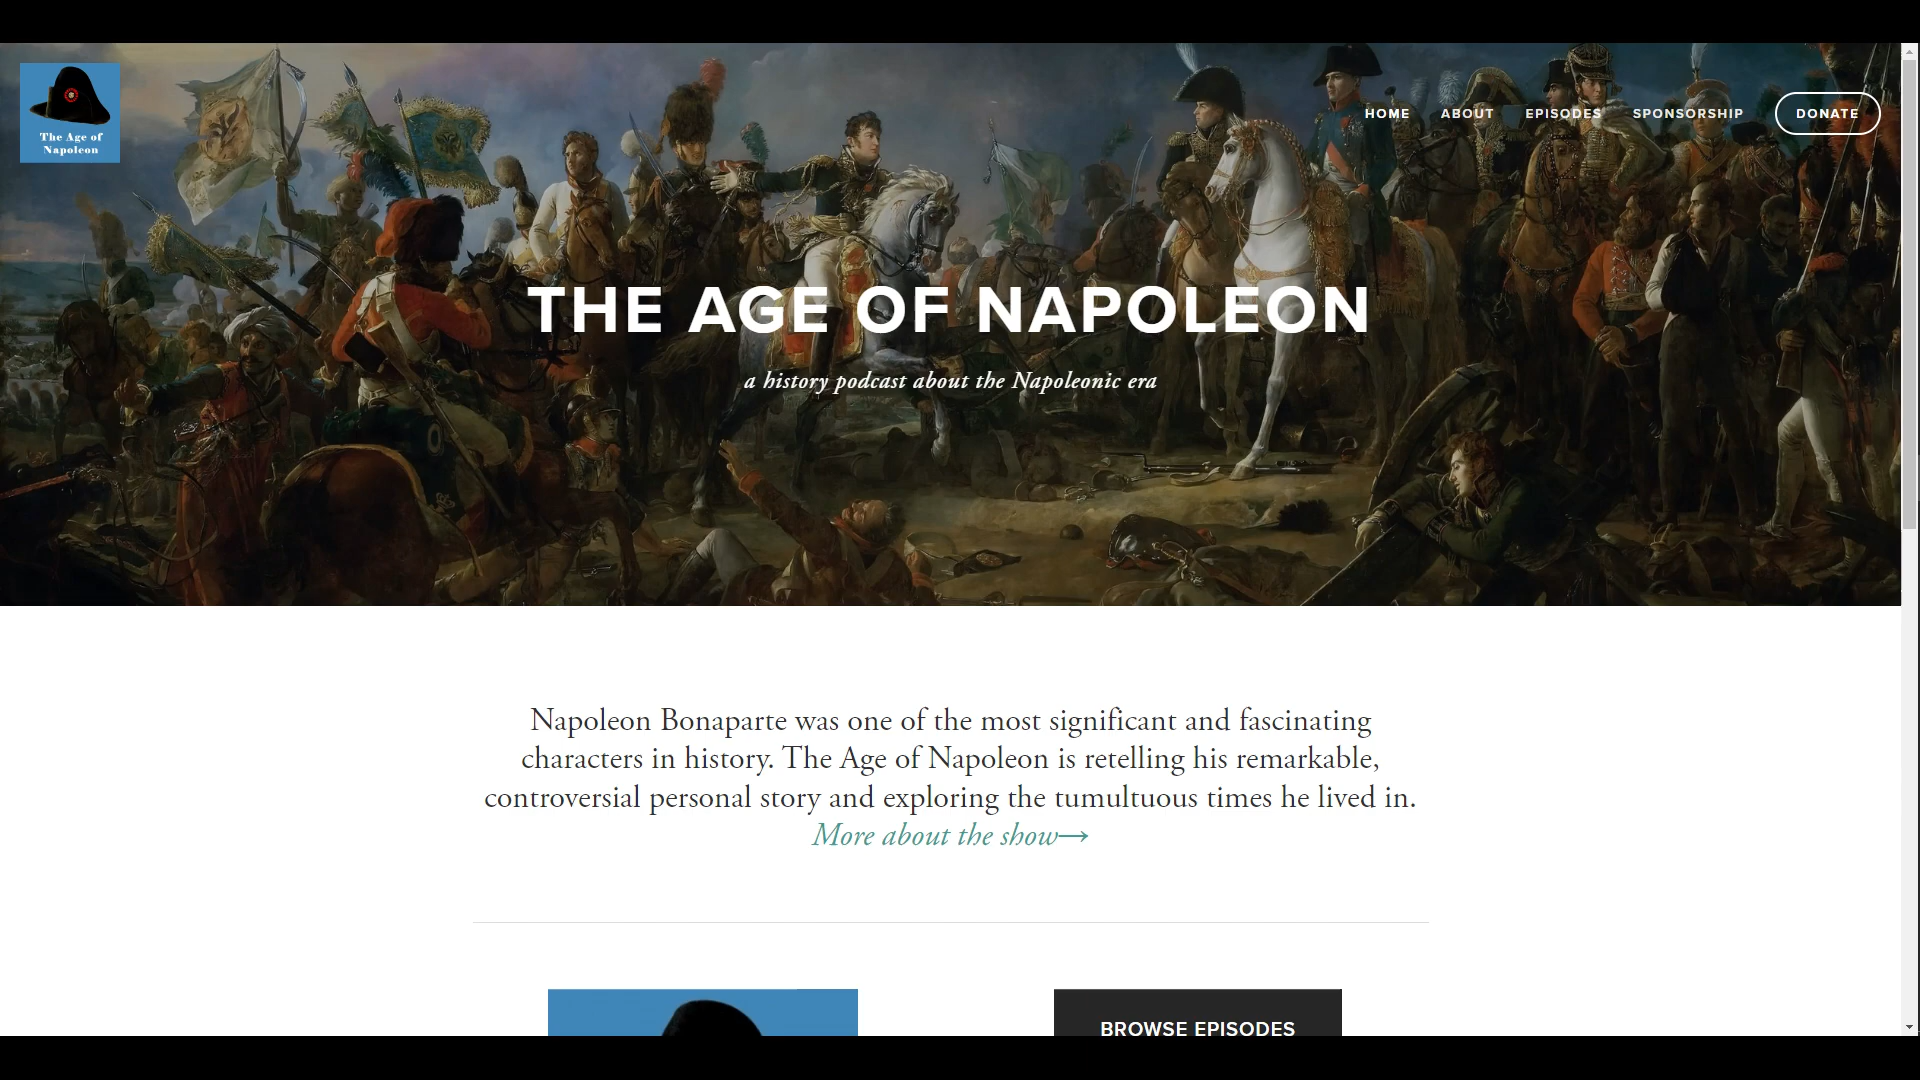 The Age of
Napoleon
HOME ABOUT EPISODES SPONSORSHIP DONATE
THE AGE OF NAPOLEON
a history podcast about the Napoleonic era
Napoleon Bonaparte was one of the most significant and fascinating
characters in history. The Age of Napoleon is retelling his remarkable,
controversial personal story and exploring the tumultuous times he lived in.
More about the show→
BROWSE EPISODES